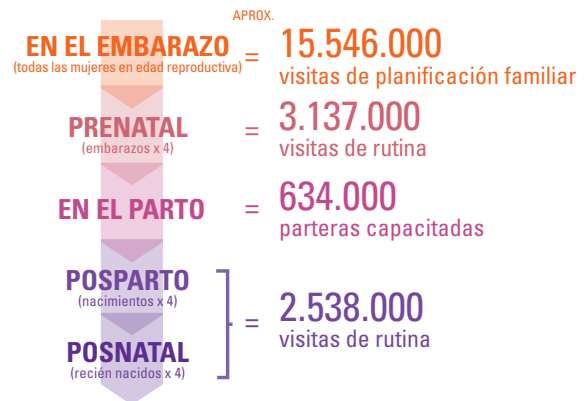 APROX.
EN EL EMBARAZO
(todas las mujeres en edad reproductiva)
=
15.546.000
visitas de planificación familiar
PRENATAL
(embarazos x 4)
=
3.137.000
visitas de rutina
EN EL PARTO
=
634.000
parteras capacitadas
POSPARTO
(nacimientos x 4)
POSNATAL
(recién nacidos x 4)
=
2.538.000
visitas de rutina